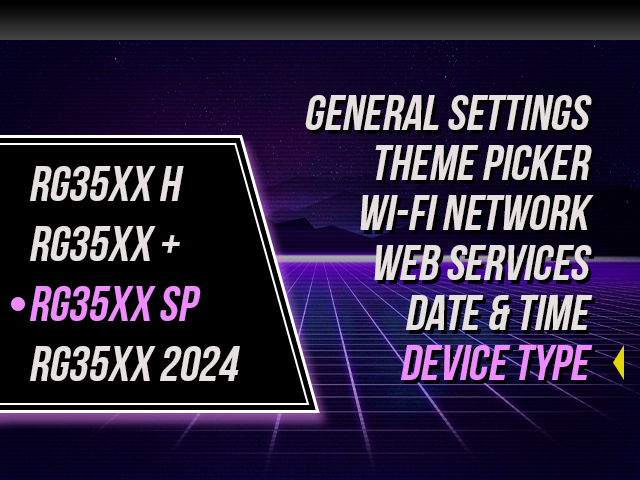 GENERAL SETTINGS
THEME PICKER
WI-FI NETWORK
WEB SERVICES
DATE & TIME
DEVICE TYPE
RG35XX H
RG35XX +
RG35XX SP
RG35XX 2024